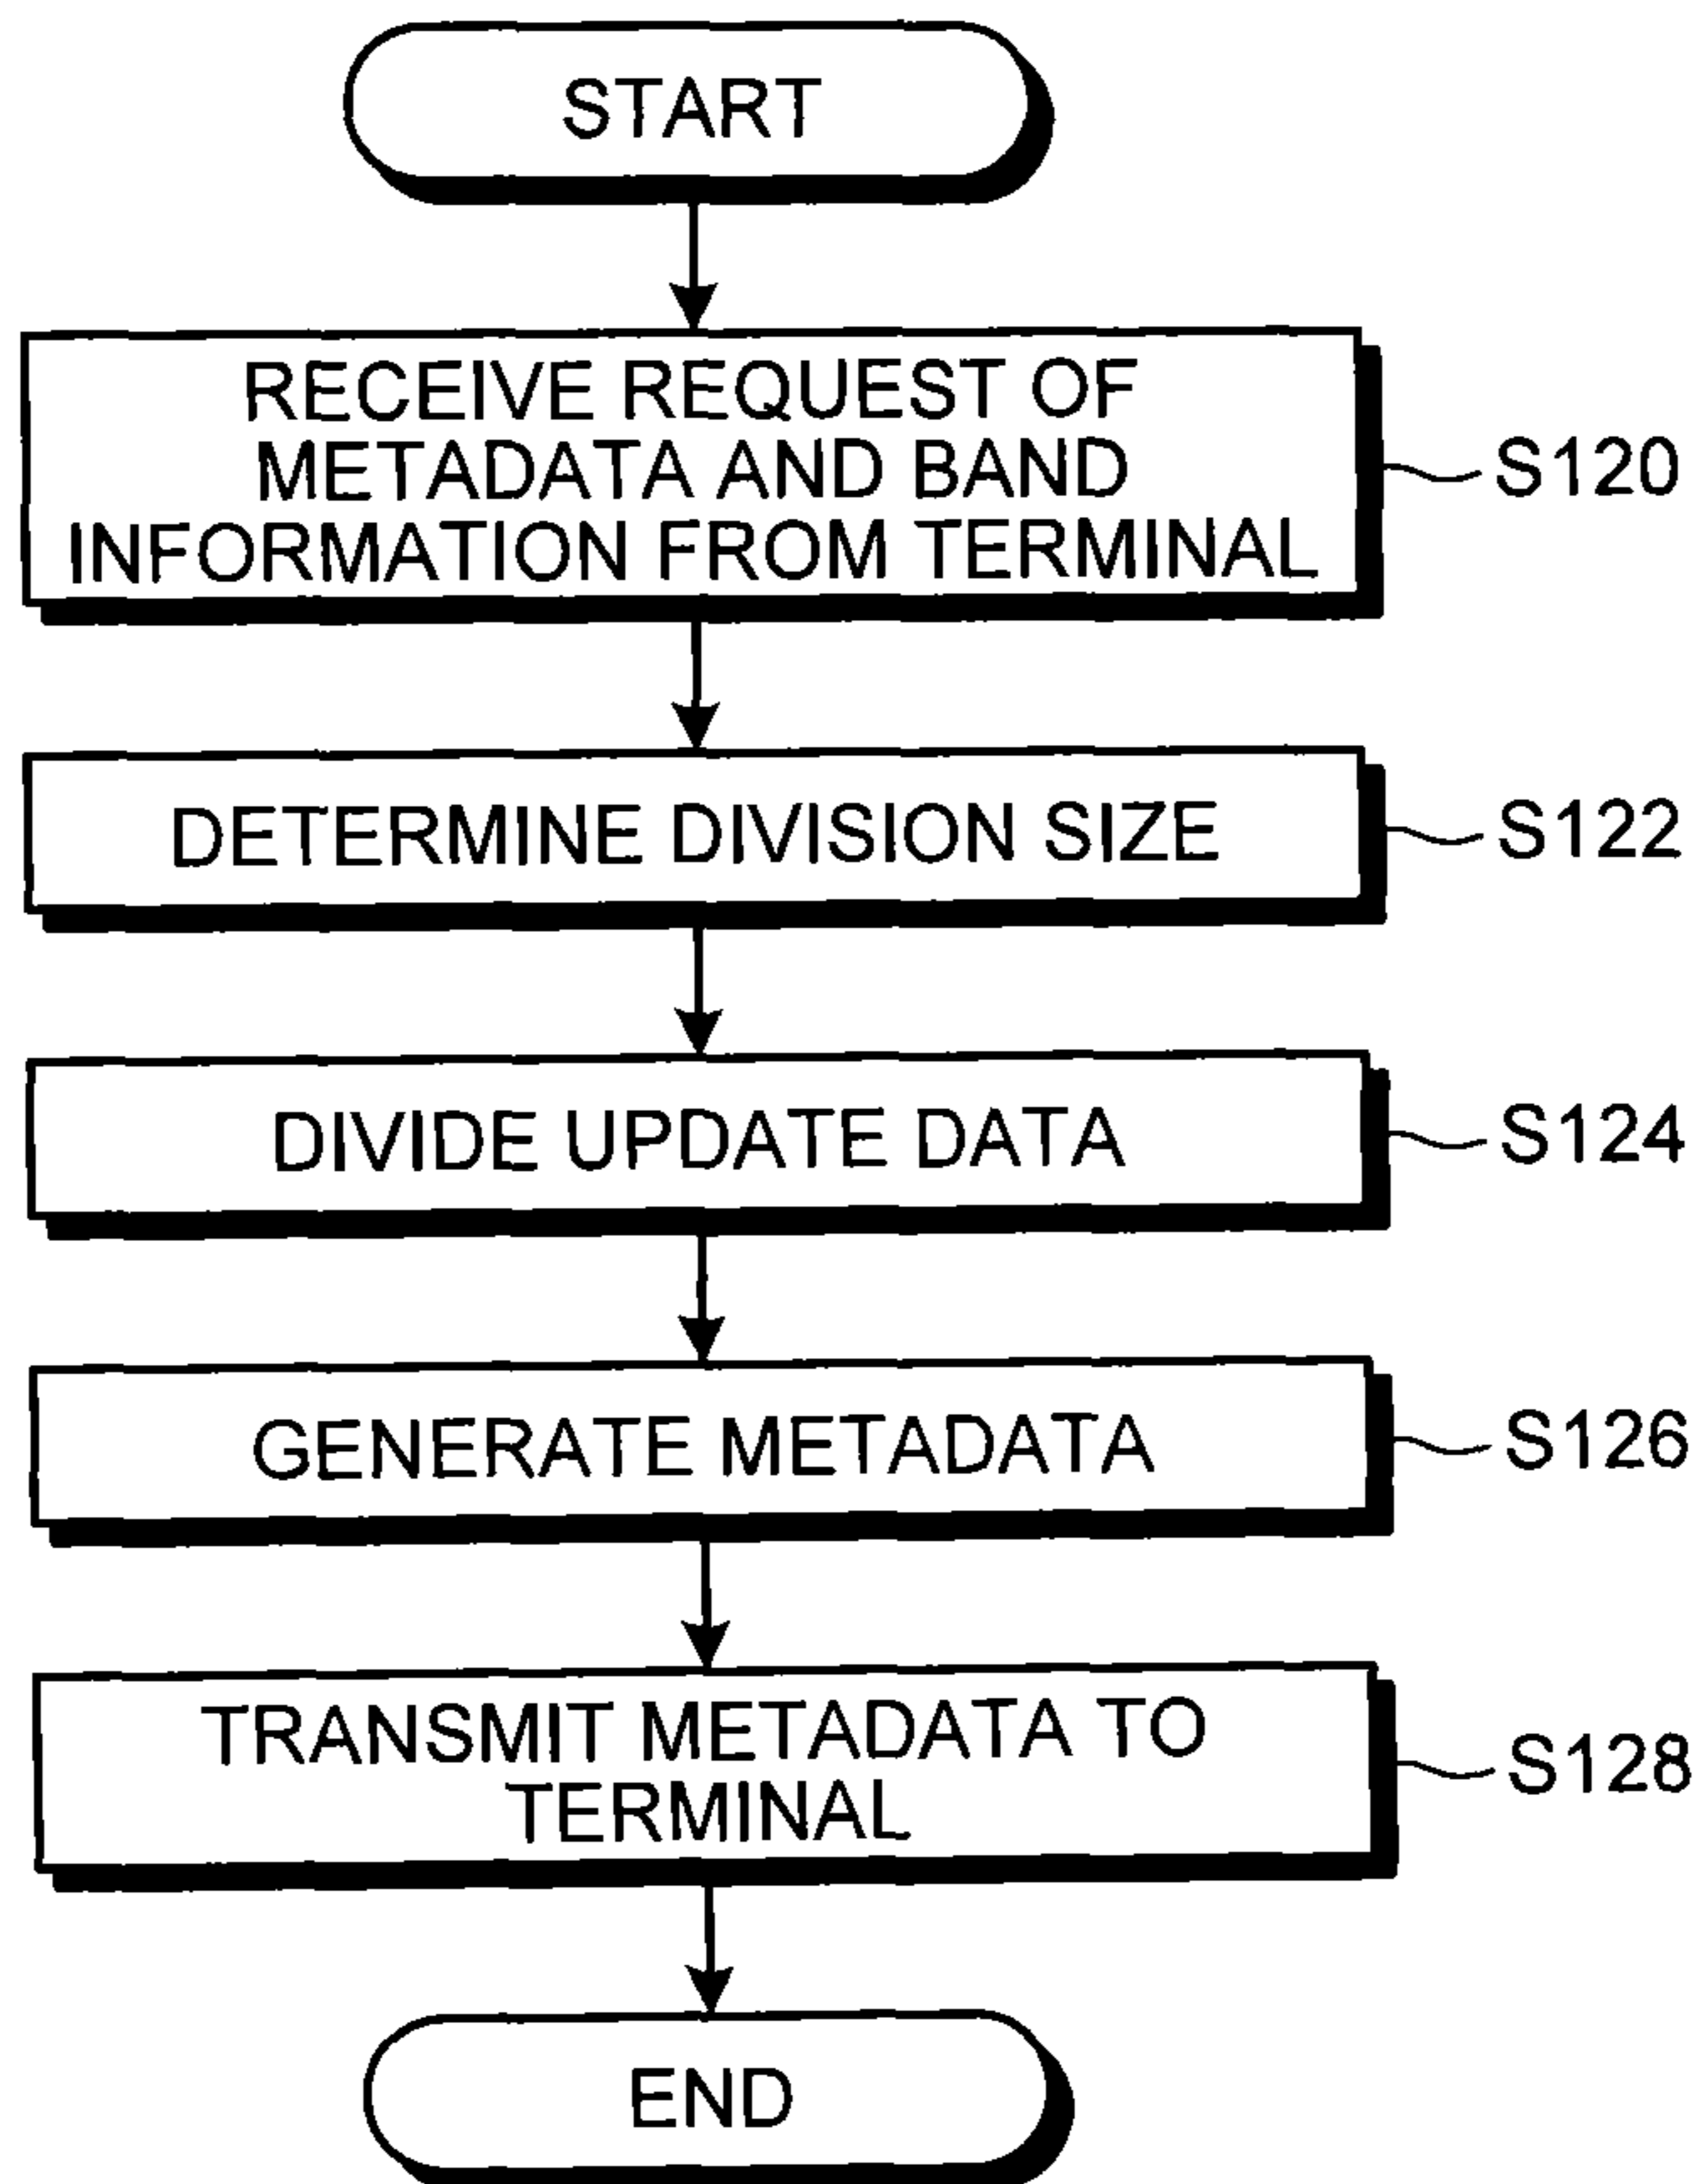 START
RECEIVE REQUEST OF
METADATA AND BAND
INFORMATION FROM TERMINAL
S120
DETERMINE DIVISION SIZE
S122
DIVIDE UPDATE DATA
S124
GENERATE METADATA
S126
TRANSMIT METADATA TO
TERMINAL
S128
END